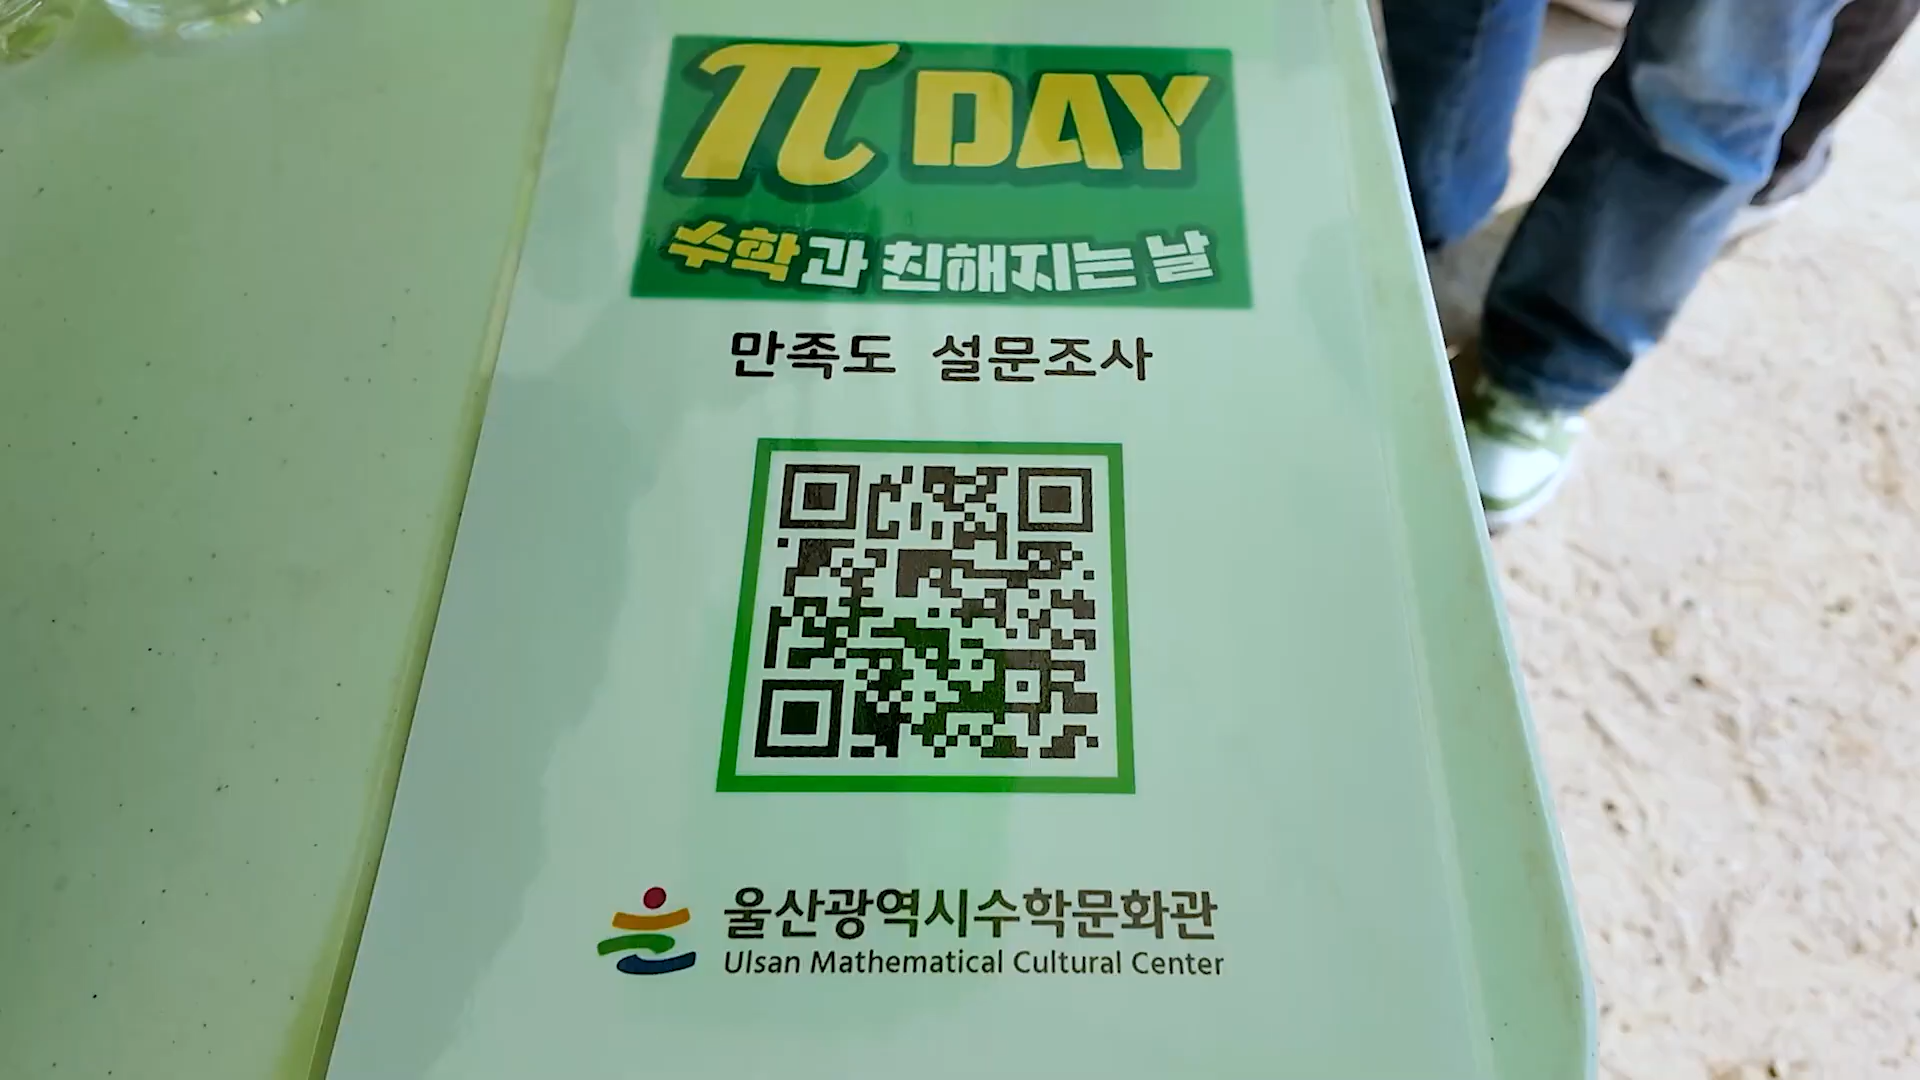 π DAY
수학과 친해지는 날
만족도 설문조사
울산광역시수학문화관
Ulsan Mathematical Cultural Center